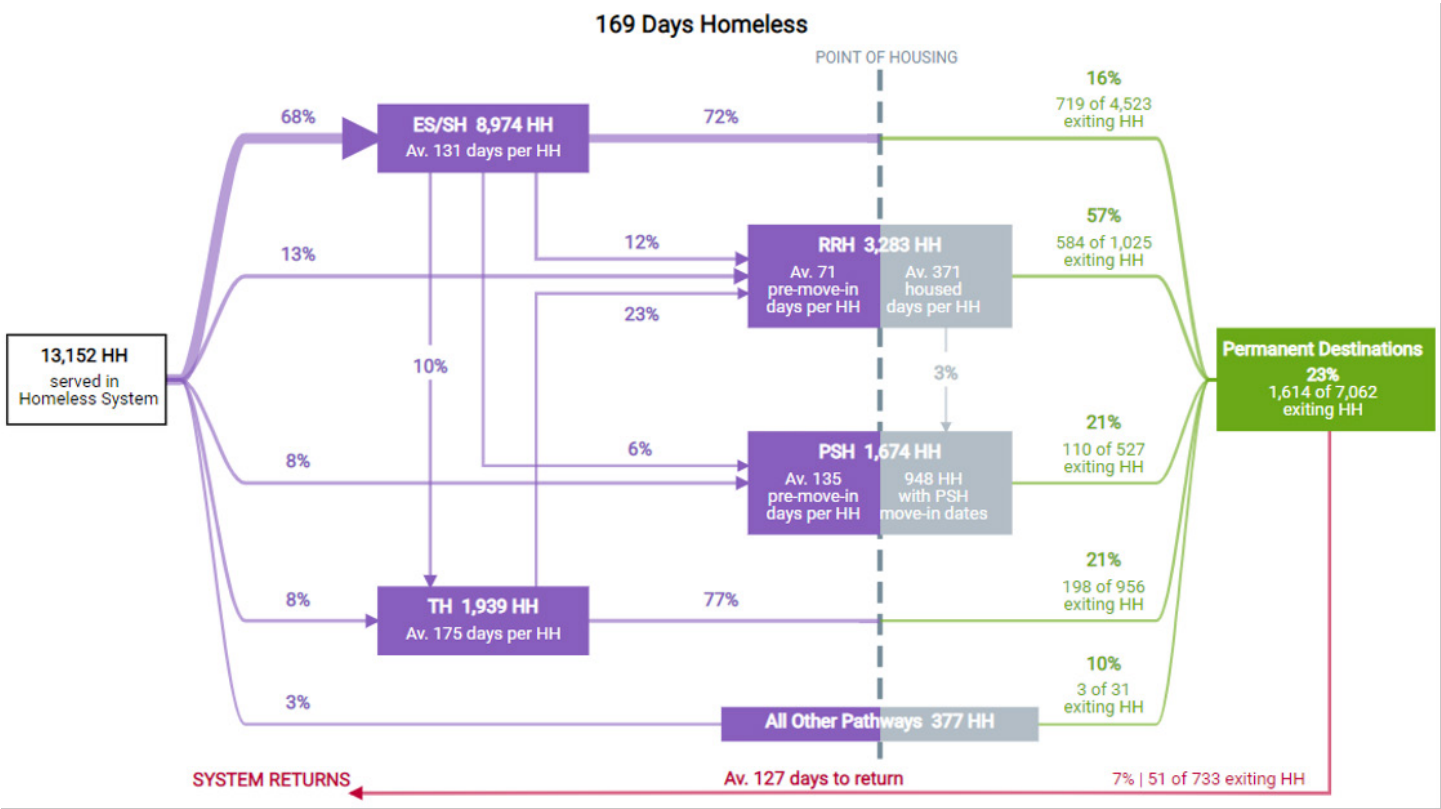 169 Days Homeless
POINT OF HOUSING
13,152 HH
served in
Homeless System
68%
13%
8%
8%
3%
ES/SH 8,974 HH
Av. 131 days per HH
72%
12%
23%
10%
6%
RRH 3,283 HH
Av. 71
pre-move-in
days per HH
Av. 371
housed
days per HH
3%
PSH 1,674 HH
Av. 135
pre-move-in
days per HH
948 HH
with PSH
move-in dates
TH 1,939 HH
Av. 175 days per HH
77%
All Other Pathways 377 HH
16%
719 of 4,523
exiting HH
57%
584 of 1,025
exiting HH
21%
110 of 527
exiting HH
21%
198 of 956
exiting HH
10%
3 of 31
exiting HH
Permanent Destinations
23%
1,614 of 7,062
exiting HH
SYSTEM RETURNS
Av. 127 days to return
7% | 51 of 733 exiting HH